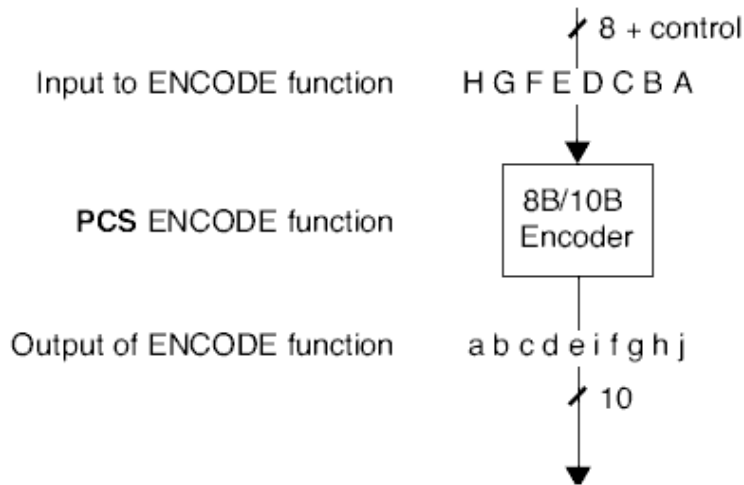 8 + control
Input to ENCODE function H G F E D C B A
PCS ENCODE function
8B/10B
Encoder
Output of ENCODE function a b c d e i f g h j
10